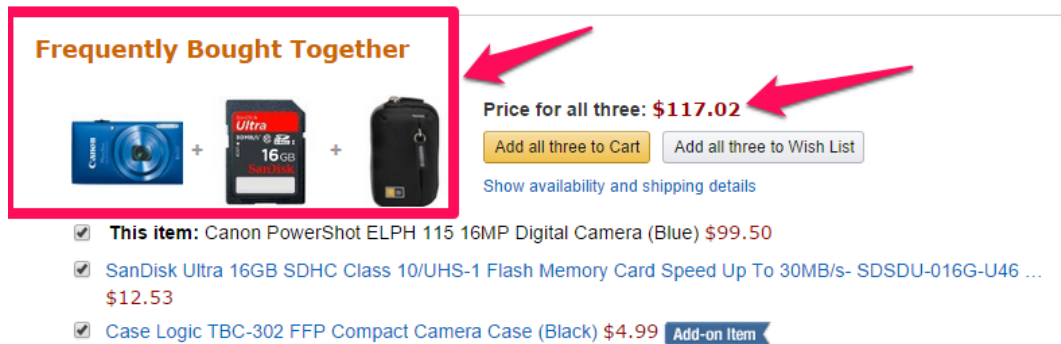 Frequently Bought Together
Canon
+
SanDisk
Ultra
30MB/s
16GB
SanDisk
+
Price for all three: $117.02
Add all three to Cart
Add all three to Wish List
Show availability and shipping details
This item: Canon PowerShot ELPH 115 16MP Digital Camera (Blue) $99.50
SanDisk Ultra 16GB SDHC Class 10/UHS-1 Flash Memory Card Speed Up To 30MB/s- SDSDU-016G-U46 ...
$12.53
Case Logic TBC-302 FFP Compact Camera Case (Black) $4.99 Add-on Item